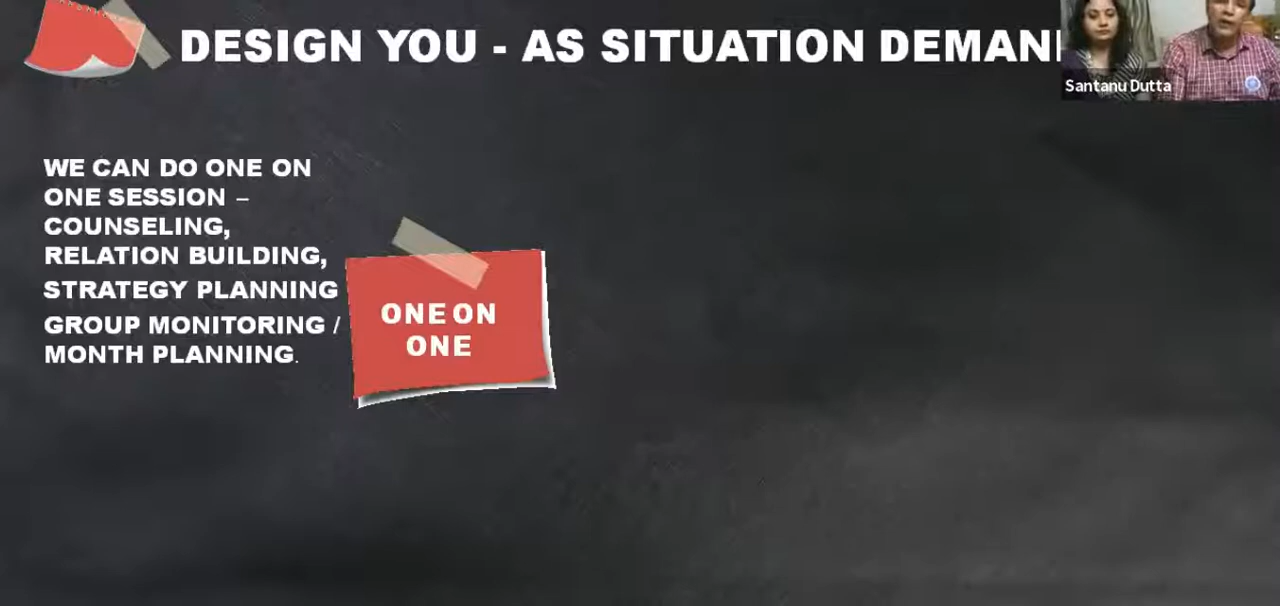 DESIGN YOU - AS SITUATION DEMAN
Santanu Dutta
WE CAN DO ONE ON
ONE SESSION –
COUNSELING,
RELATION BUILDING,
STRATEGY PLANNING
GROUP MONITORING /
MONTH PLANNING.
ONE ON
ONE